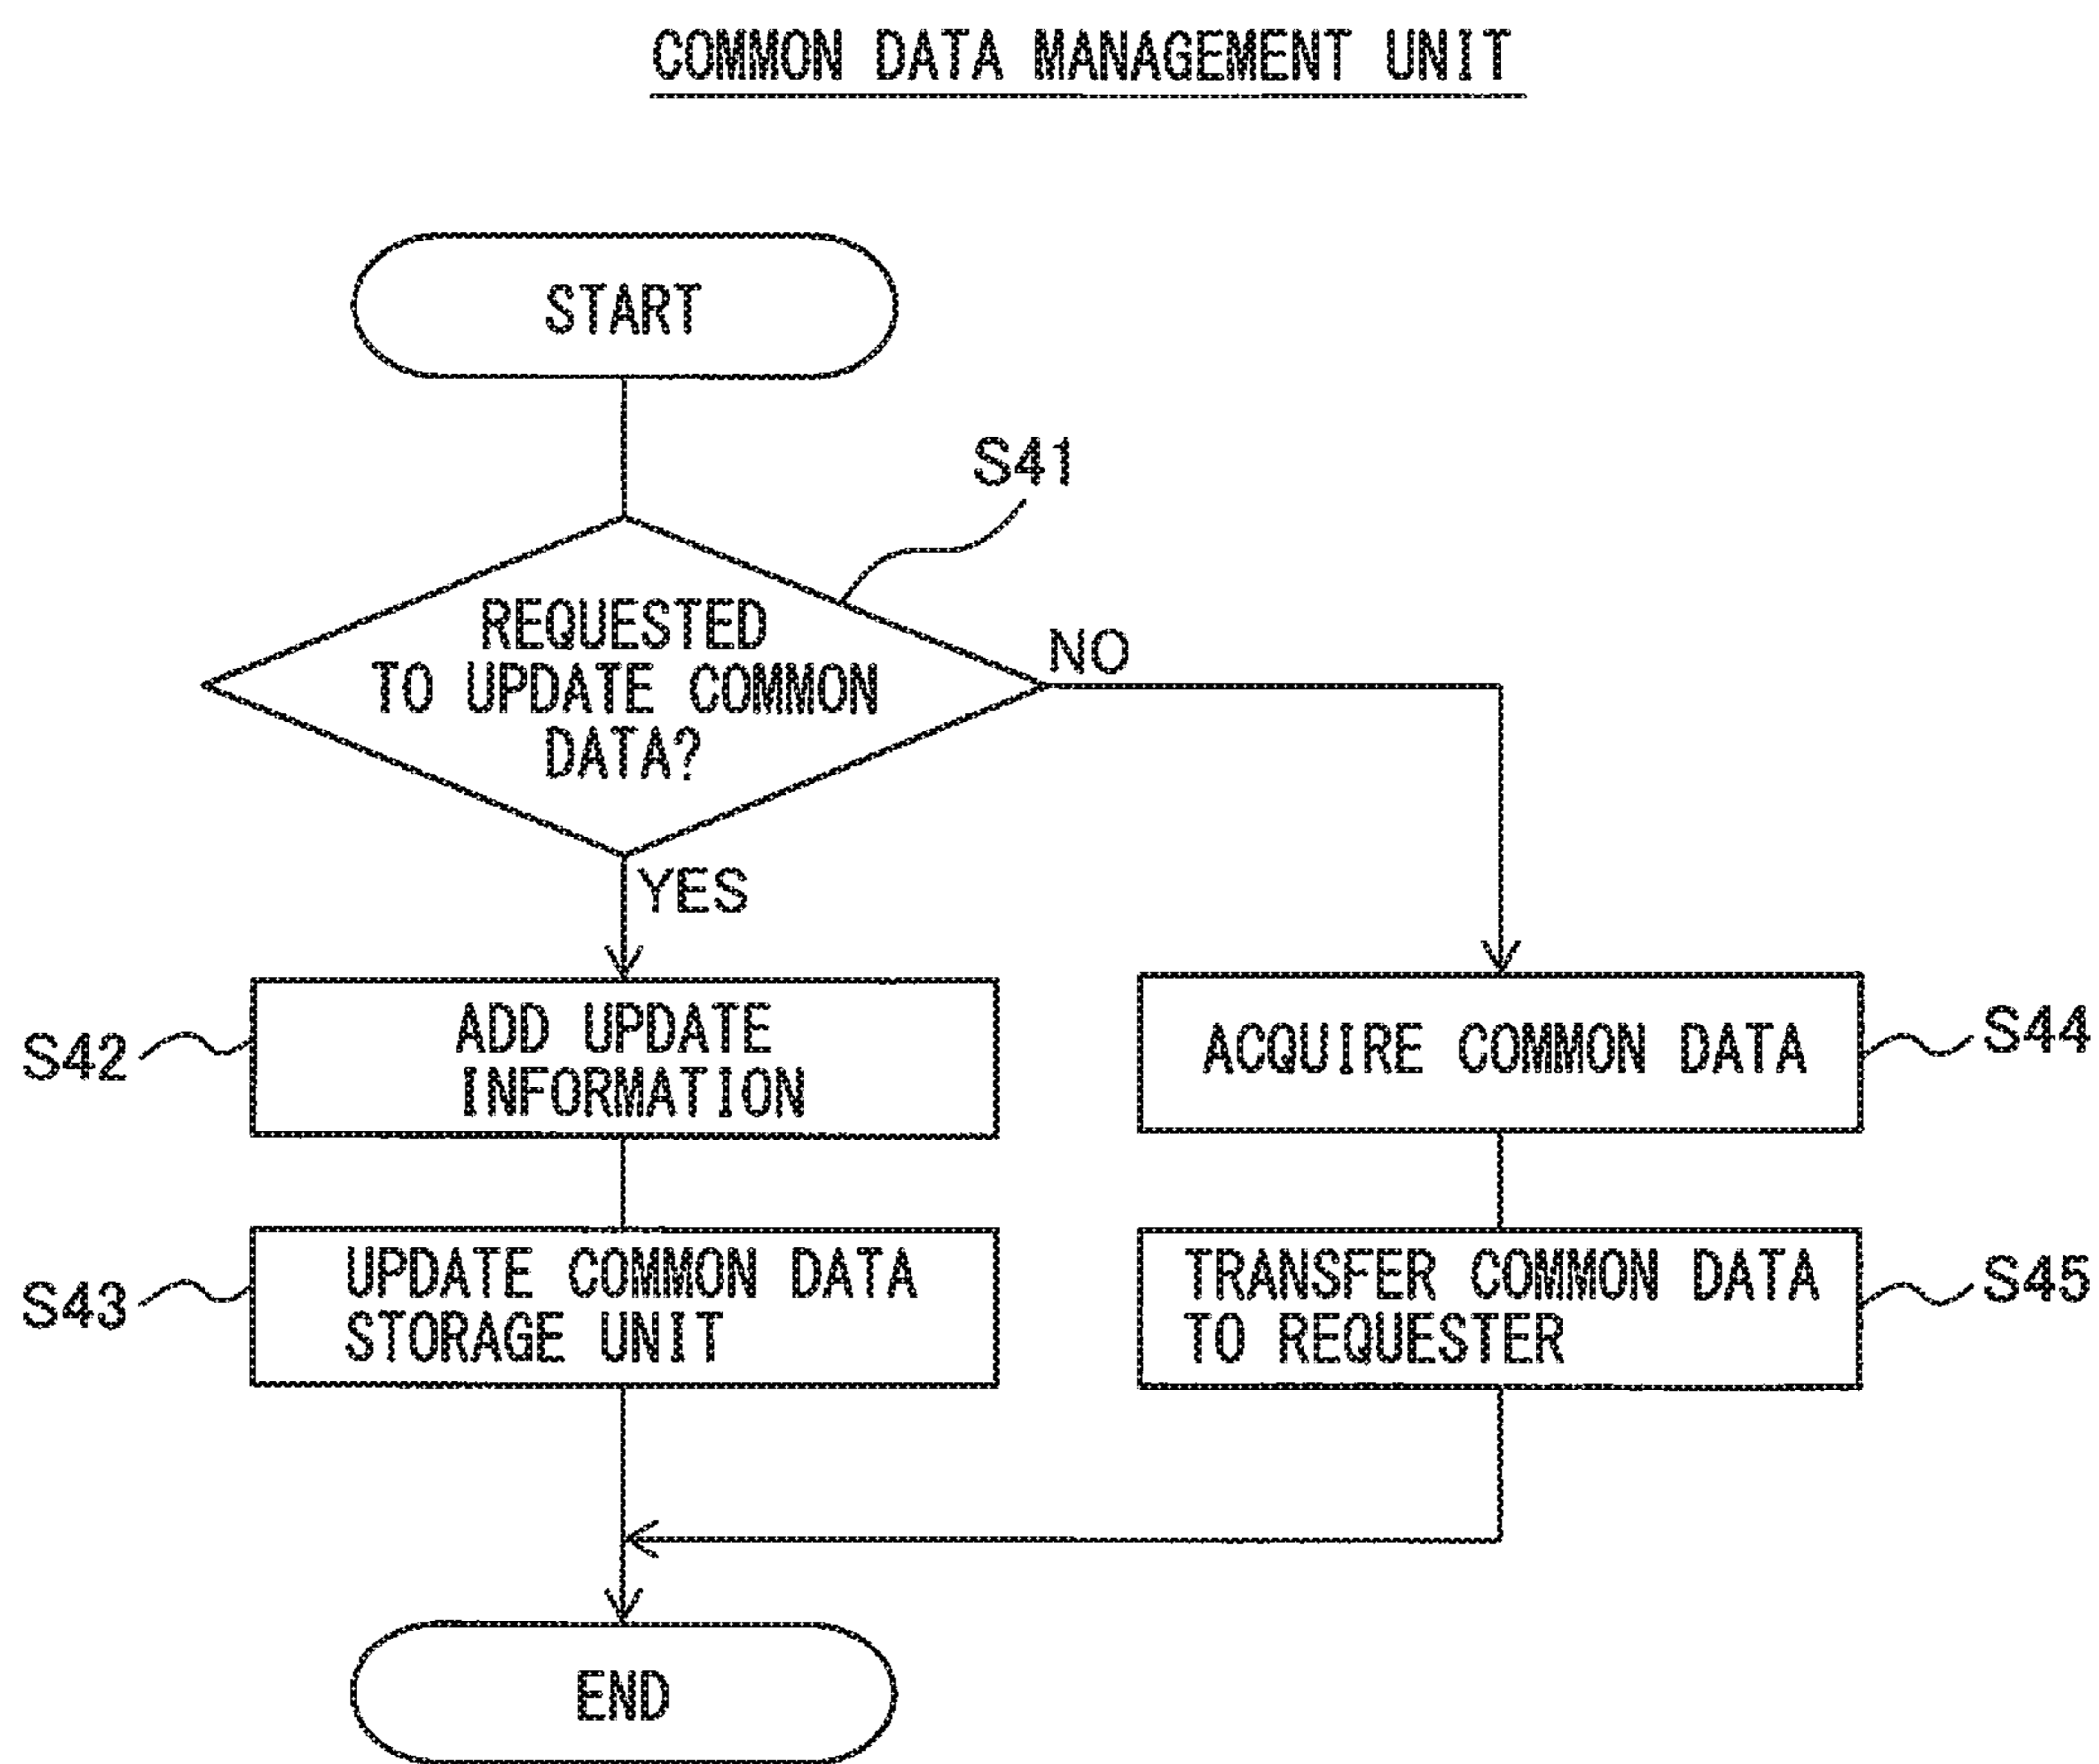 COMMON DATA MANAGEMENT UNIT
START
S41
REQUESTED
TO UPDATE COMMON
DATA?
NO
YES
S42
ADD UPDATE
INFORMATION
ACQUIRE COMMON DATA
S44
S43
UPDATE COMMON DATA
STORAGE UNIT
TRANSFER COMMON DATA
TO REQUESTER
S45
END